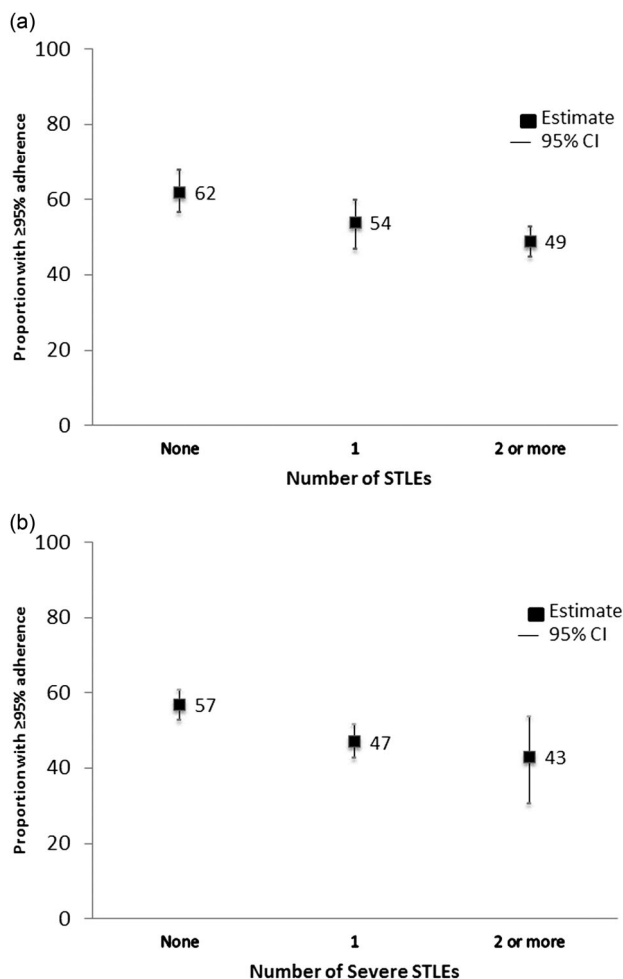 (a)
100
80
60
40
20
0
Proportion with ≥95% adherence
Estimate
95% CI
62
54
49
None 1 2 or more
Number of STLEs
(b)
100
80
60
40
20
0
Proportion with ≥95% adherence
Estimate
95% CI
57
47
43
None 1 2 or more
Number of Severe STLEs